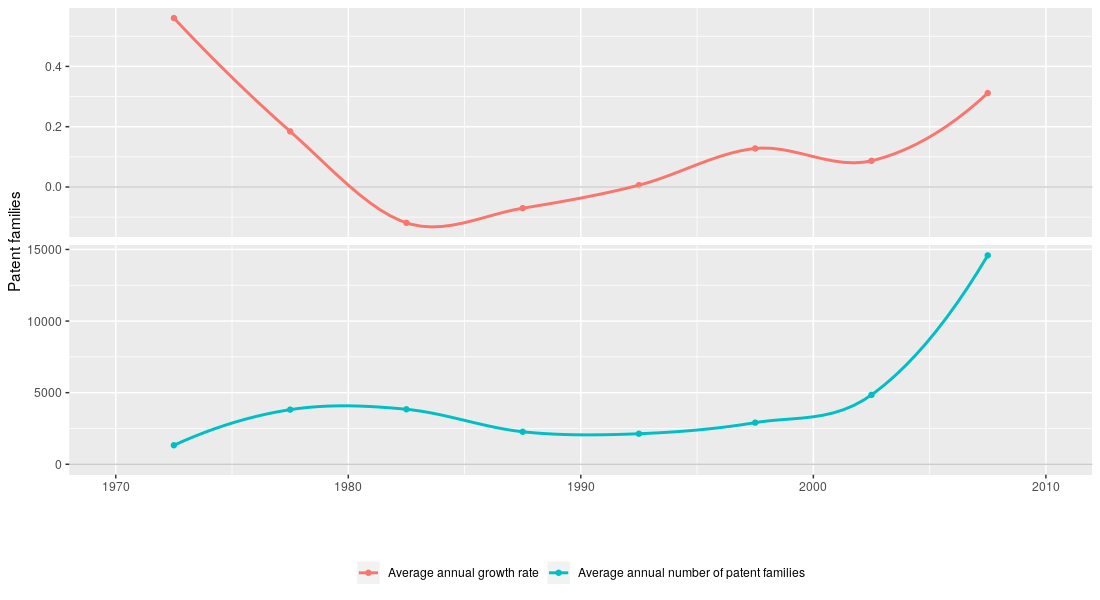 Patent families
0.4
0.2
0.0
15000
10000
5000
0
1970 1980 1990 2000 2010
Average annual growth rate Average annual number of patent families